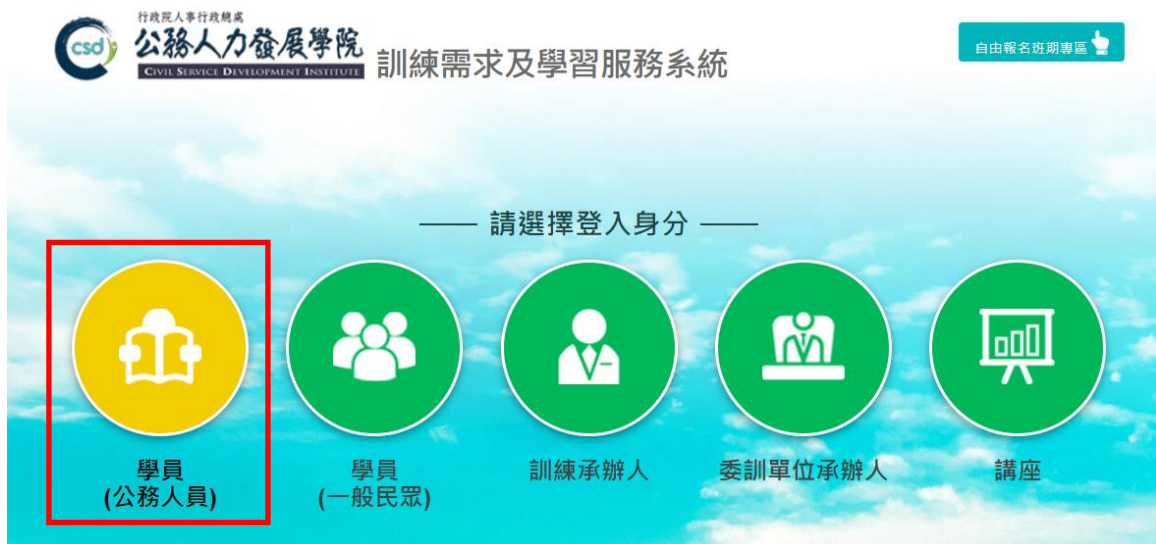 行政院人事行政總處
csd
公務人力發展學院
CIVIL SERVICE DEVELOPMENT INSTITUTE
訓練需求及學習服務系統
自由報名班期專區
—— 請選擇登入身分 ——
學員
(公務人員)
學員
(一般民眾)
訓練承辦人
委訓單位承辦人
講座